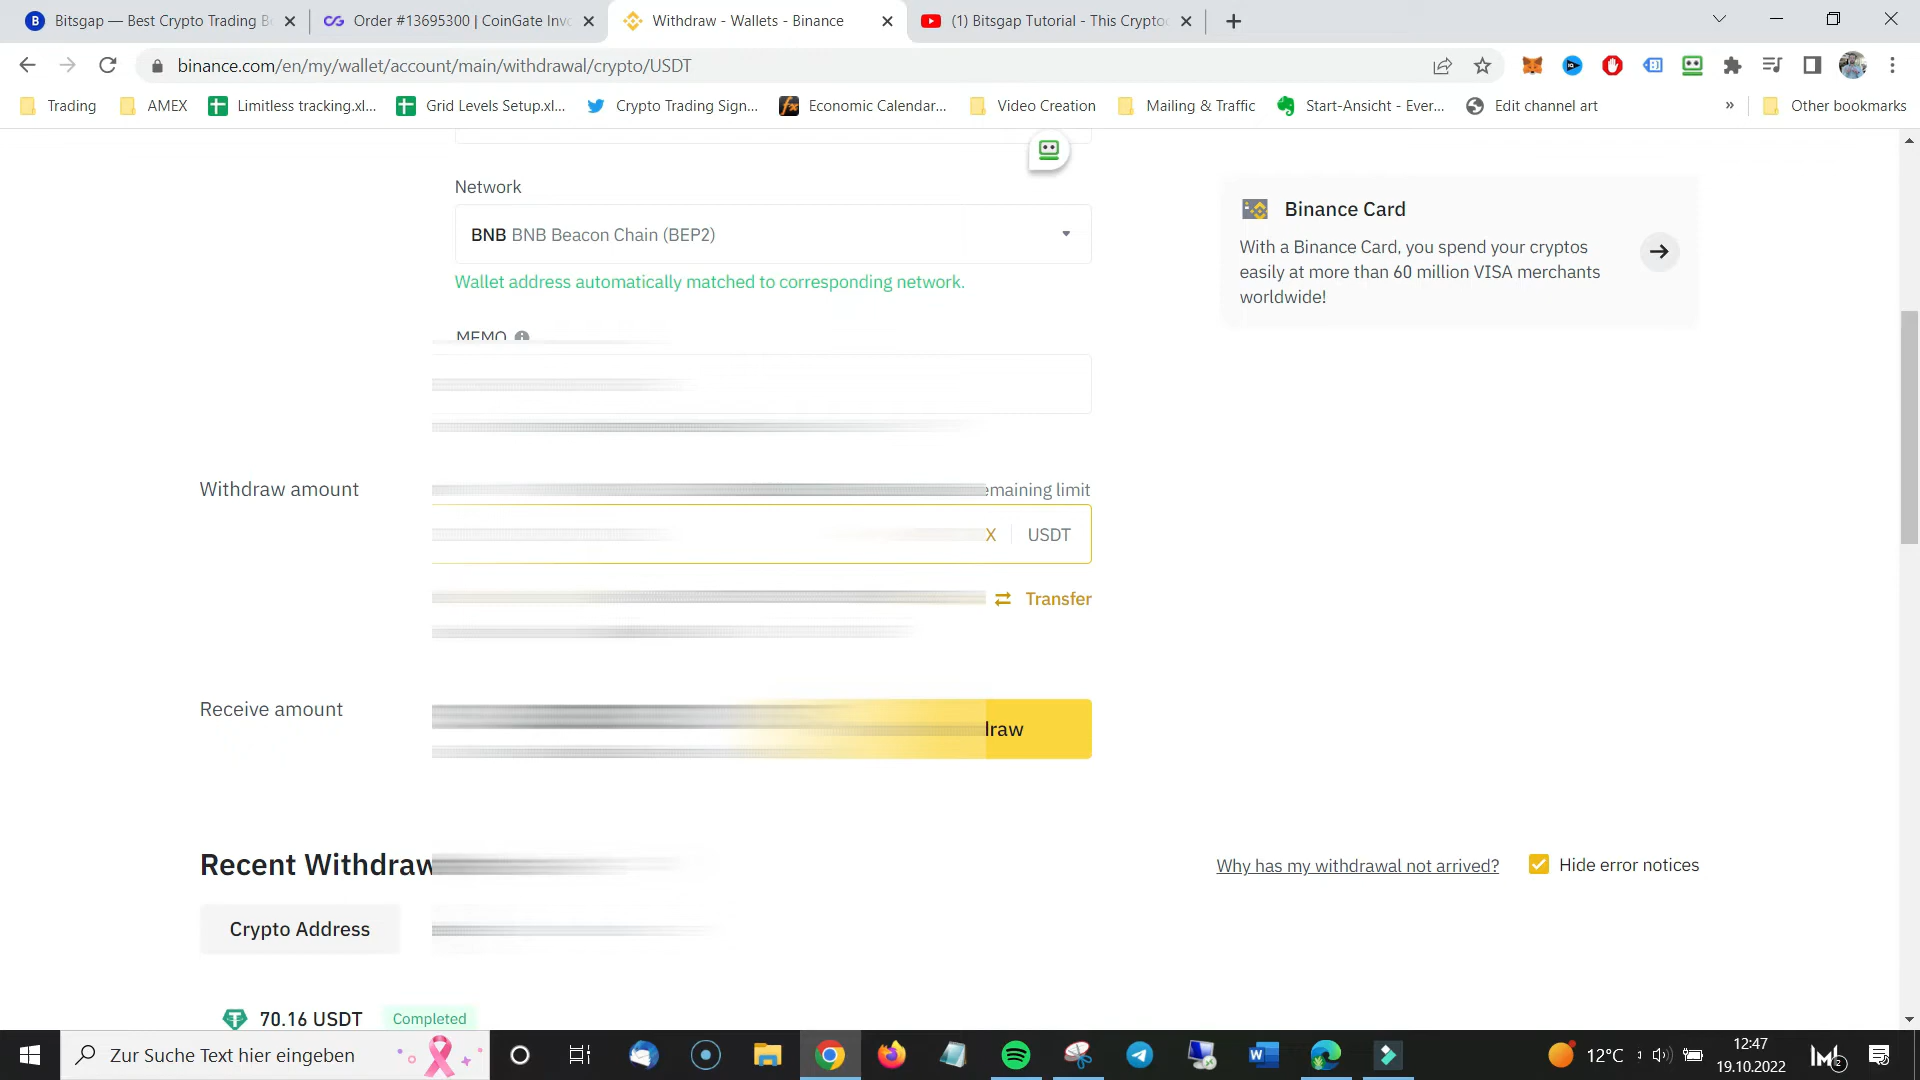 Bitsgap — Best Crypto Trading B
Order #13695300 | CoinGate Inv
Withdraw - Wallets - Binance
(1) Bitsgap Tutorial - This Crypto
binance.com/en/my/wallet/account/main/withdrawal/crypto/USDT
Trading
AMEX
Limitless tracking.xl...
Grid Levels Setup.xl...
Crypto Trading Sign...
Economic Calendar...
Video Creation
Mailing & Traffic
Start-Ansicht - Ever...
Edit channel art
»
Other bookmarks
Network
BNB BNB Beacon Chain (BEP2)
Wallet address automatically matched to corresponding network.
MEMO
Binance Card
With a Binance Card, you spend your cryptos
easily at more than 60 million VISA merchants
worldwide!
Withdraw amount
emaining limit
X USDT
Transfer
Receive amount
draw
Recent Withdraw
Why has my withdrawal not arrived?
Hide error notices
Crypto Address
70.16 USDT Completed
Zur Suche Text hier eingeben
12°C
12:47
19.10.2022
2